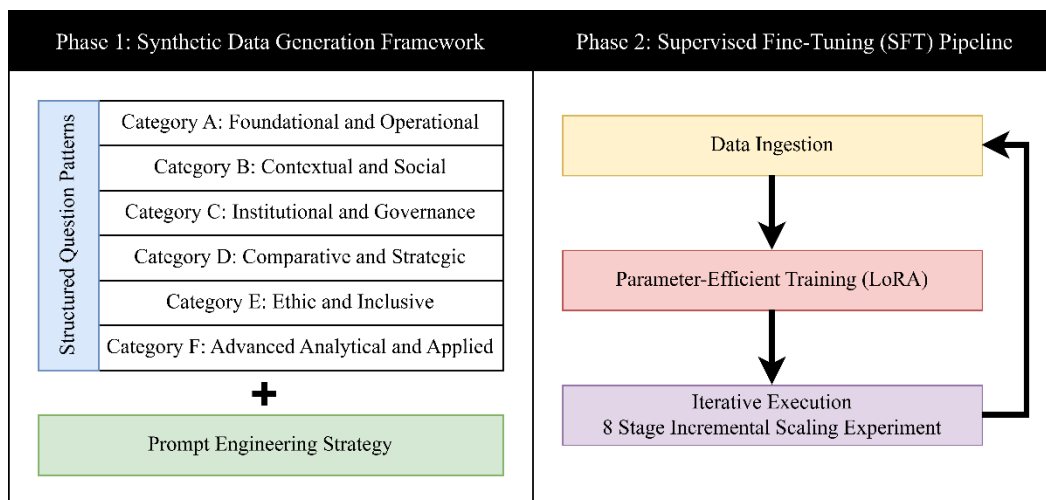 Phase 1: Synthetic Data Generation Framework
Structured Question Patterns
Category A: Foundational and Operational
Category B: Contextual and Social
Category C: Institutional and Governance
Category D: Comparative and Strategic
Category E: Ethic and Inclusive
Category F: Advanced Analytical and Applied
+
Prompt Engineering Strategy
Phase 2: Supervised Fine-Tuning (SFT) Pipeline
Data Ingestion
Parameter-Efficient Training (LoRA)
Iterative Execution
8 Stage Incremental Scaling Experiment